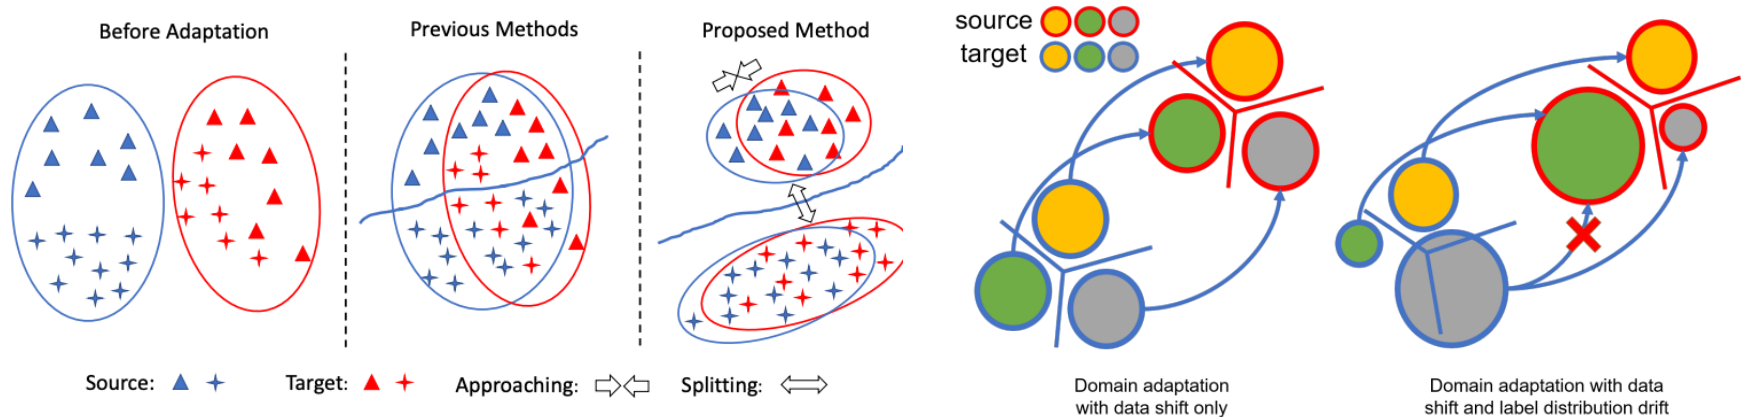 Before Adaptation
Previous Methods
Proposed Method
Source:
Target:
Approaching:
Splitting:
source
target
Domain adaptation
with data shift only
Domain adaptation with data
shift and label distribution drift